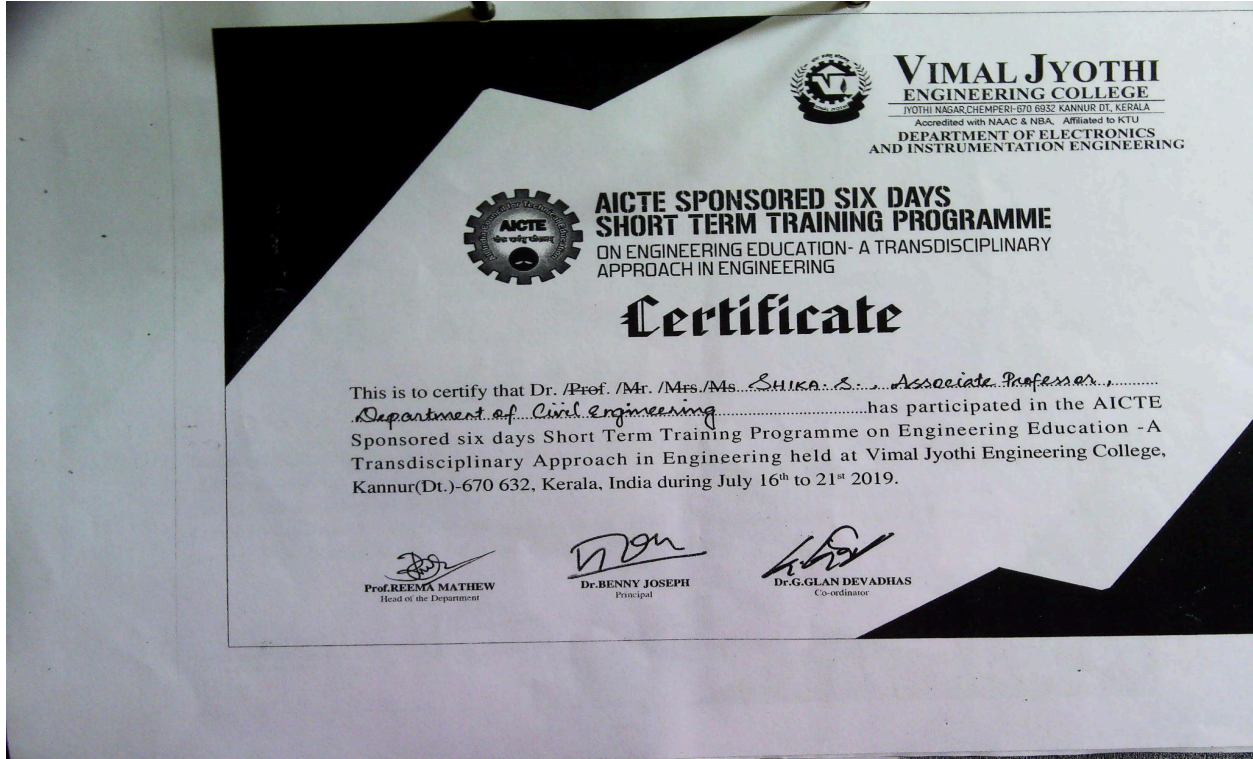 VIMAL JYOTHI
ENGINEERING COLLEGE
JYOTHI NAGAR,CHEMPERI-670 6932 KANNUR DT., KERALA
Accredited with NAAC & NBA, Affiliated to KTU
DEPARTMENT OF ELECTRONICS
AND INSTRUMENTATION ENGINEERING
AICTE
AICTE SPONSORED SIX DAYS
SHORT TERM TRAINING PROGRAMME
ON ENGINEERING EDUCATION- A TRANSDISCIPLINARY
APPROACH IN ENGINEERING
Certificate
This is to certify that Dr. /Prof. /Mr. /Mrs./Ms. SHIKA. S., Associate Professor,
Department of Civil Engineering has participated in the AICTE
Sponsored six days Short Term Training Programme on Engineering Education -A
Transdisciplinary Approach in Engineering held at Vimal Jyothi Engineering College,
Kannur(Dt.)-670 632, Kerala, India during July 16th to 21st 2019.
Prof.REEMA MATHEW
Head of the Department
Dr.BENNY JOSEPH
Principal
Dr.G.GLAN DEVADHAS
Co-ordinator